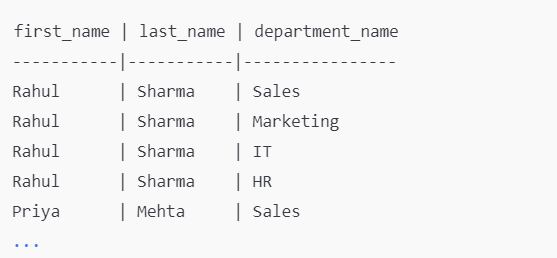 first_name | last_name | department_name
-----------|-----------|----------------
Rahul      | Sharma    | Sales
Rahul      | Sharma    | Marketing
Rahul      | Sharma    | IT
Rahul      | Sharma    | HR
Priya      | Mehta     | Sales
...